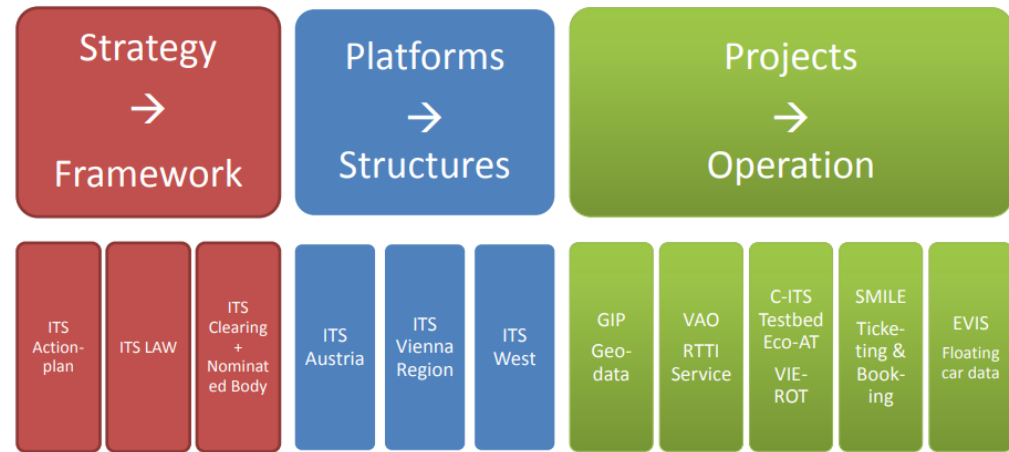 Strategy
→
Framework
Platforms
→
Structures
Projects
→
Operation
ITS
Action-
plan
ITS LAW
ITS
Clearing
+
Nominat
ed Body
ITS
Austria
ITS
Vienna
Region
ITS
West
GIP
Geo-
data
VAO
RTTI
Service
C-ITS
Testbed
Eco-AT
VIE-
ROT
SMILE
Ticke-
ting &
Book-
ing
EVIS
Floating
car data